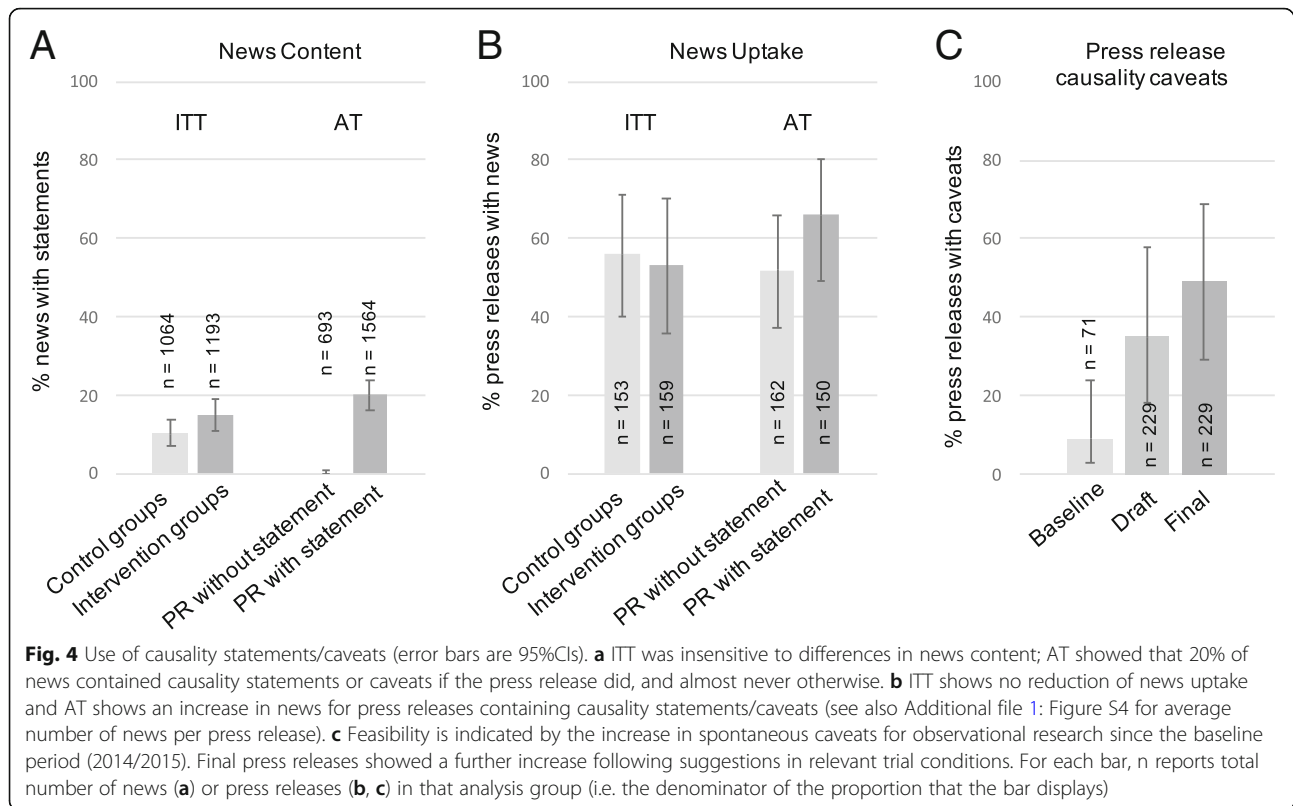 A
News Content
100
ITT
AT
80
60
40
20
0
% news with statements
n = 1064
n = 1193
n = 693
n = 1564
Control groups
Intervention groups
PR without statement
PR with statement
B
News Uptake
100
ITT
AT
80
60
40
20
0
% press releases with news
n = 153
n = 159
n = 162
n = 150
Control groups
Intervention groups
PR without statement
PR with statement
C
Press release
causality caveats
100
80
60
40
20
0
% press releases with caveats
n = 71
n = 229
n = 229
Baseline
Draft
Final
Fig. 4 Use of causality statements/caveats (error bars are 95%CIs). a ITT was insensitive to differences in news content; AT showed that 20% of
news contained causality statements or caveats if the press release did, and almost never otherwise. b ITT shows no reduction of news uptake
and AT shows an increase in news for press releases containing causality statements/caveats (see also Additional file 1: Figure S4 for average
number of news per press release). c Feasibility is indicated by the increase in spontaneous caveats for observational research since the baseline
period (2014/2015). Final press releases showed a further increase following suggestions in relevant trial conditions. For each bar, n reports total
number of news (a) or press releases (b, c) in that analysis group (i.e. the denominator of the proportion that the bar displays)